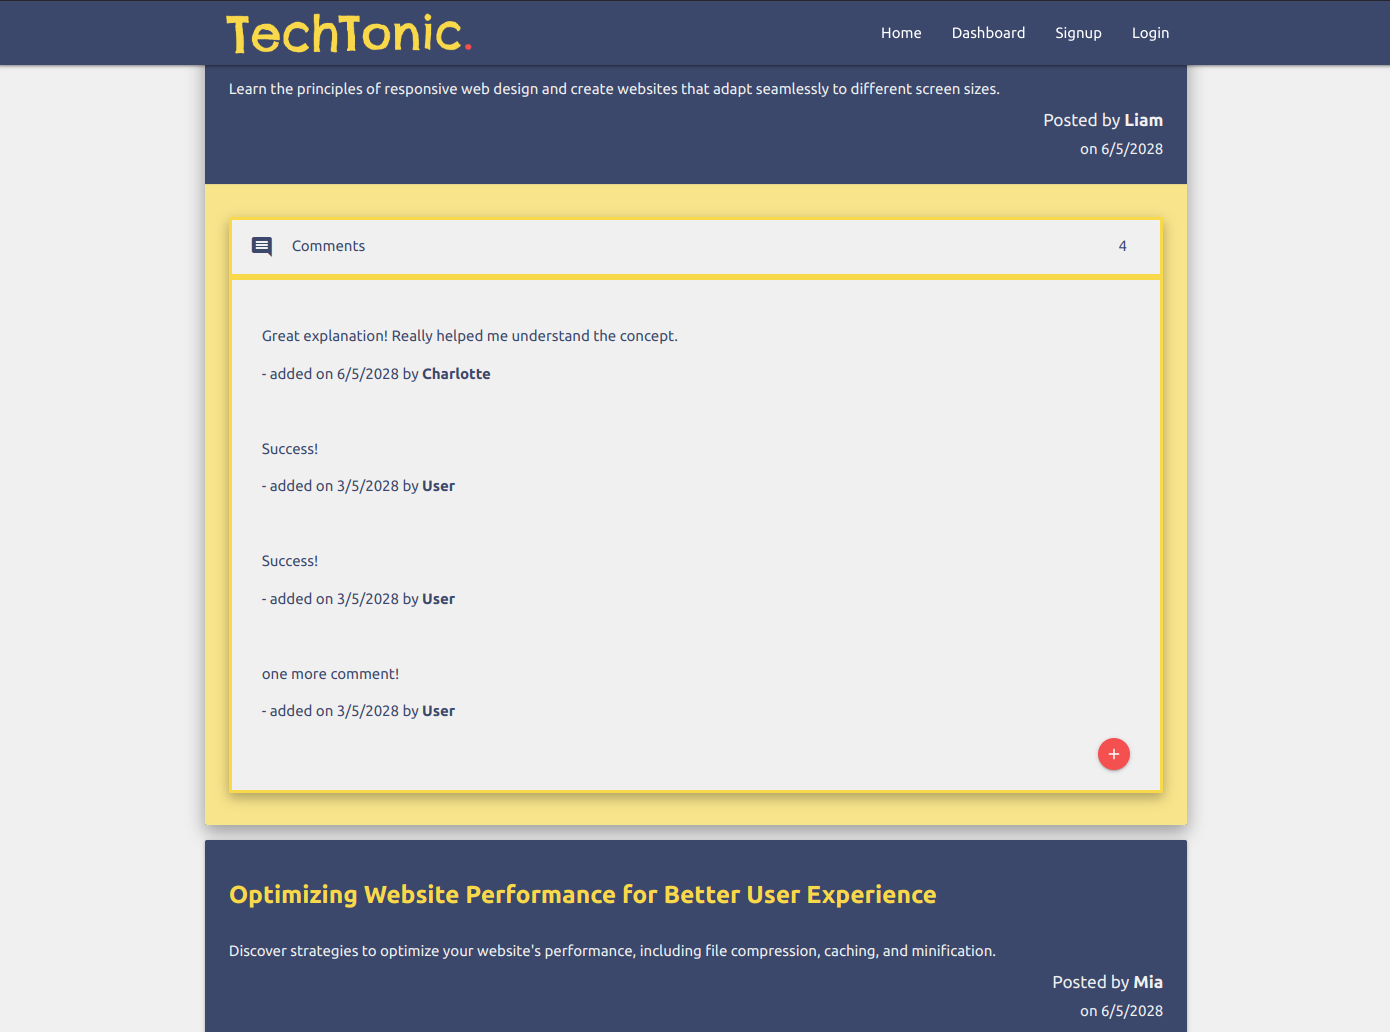 TechTonic.
Home Dashboard Signup Login
Learn the principles of responsive web design and create websites that adapt seamlessly to different screen sizes.
Posted by Liam
on 6/5/2028
Comments 4
Great explanation! Really helped me understand the concept.
- added on 6/5/2028 by Charlotte
Success!
- added on 3/5/2028 by User
Success!
- added on 3/5/2028 by User
one more comment!
- added on 3/5/2028 by User
+
Optimizing Website Performance for Better User Experience
Discover strategies to optimize your website's performance, including file compression, caching, and minification.
Posted by Mia
on 6/5/2028